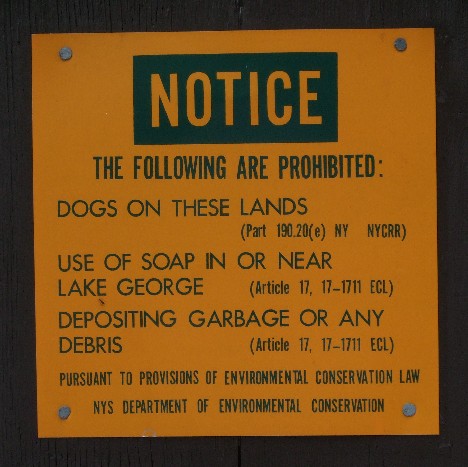 NOTICE
THE FOLLOWING ARE PROHIBITED:
DOGS ON THESE LANDS
(Part 190.20(e) NY NYCRR)
USE OF SOAP IN OR NEAR
LAKE GEORGE (Article 17, 17-1711 ECL)
DEPOSITING GARBAGE OR ANY
DEBRIS (Article 17, 17-1711 ECL)
PURSUANT TO PROVISIONS OF ENVIRONMENTAL CONSERVATION LAW
NYS DEPARTMENT OF ENVIRONMENTAL CONSERVATION